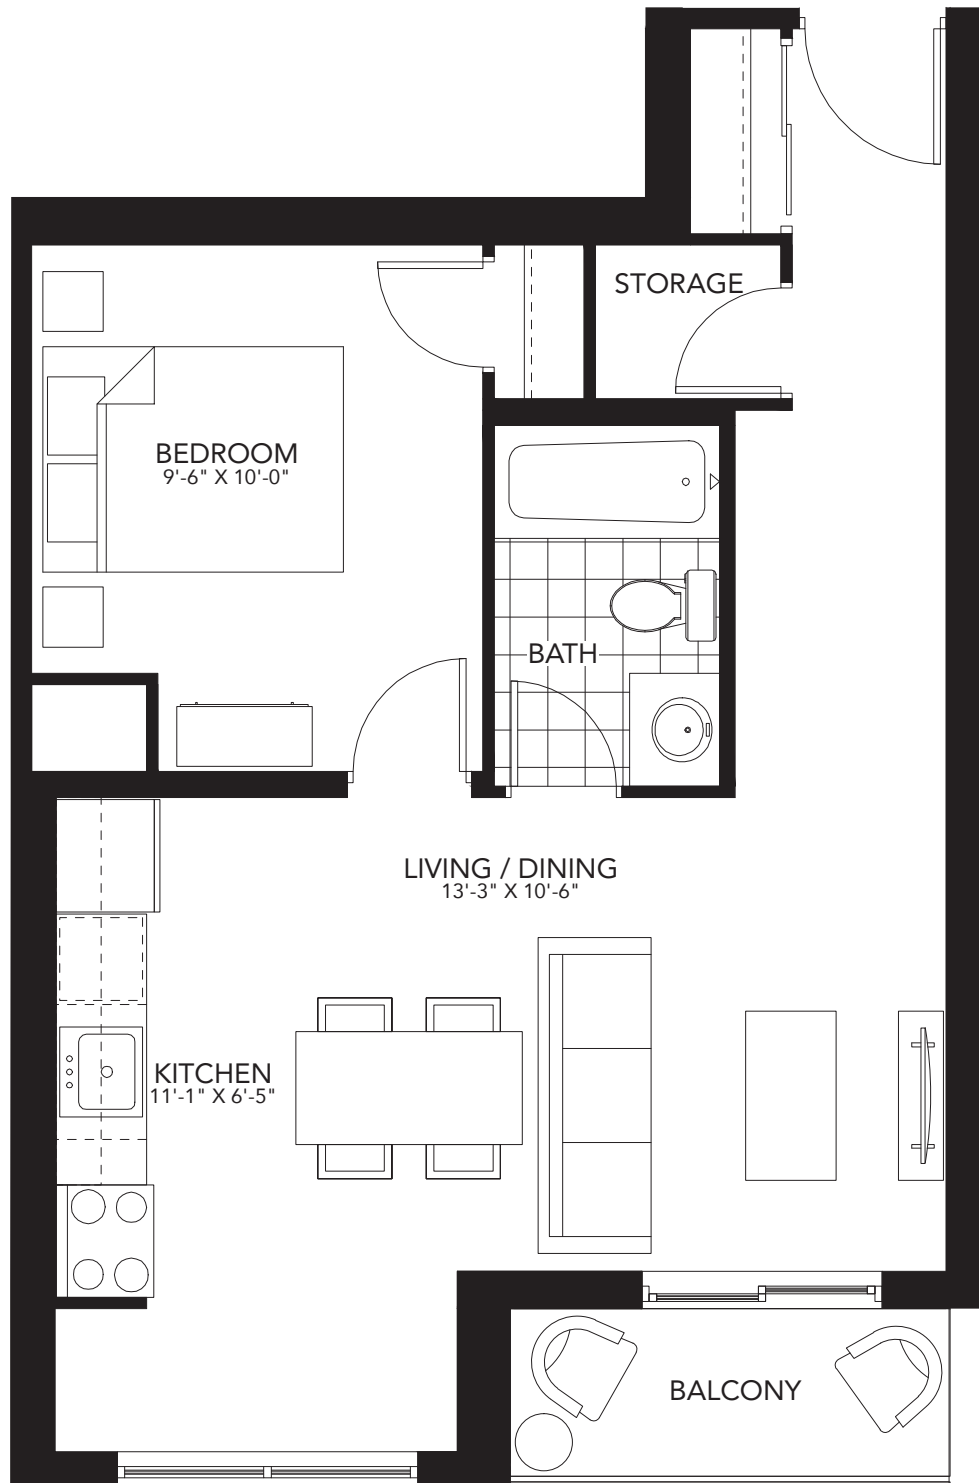 STORAGE
BEDROOM
9'-6" X 10'-0"
BATH
LIVING / DINING
13'-3" X 10'-6"
KITCHEN
11'-1" X 6'-5"
BALCONY